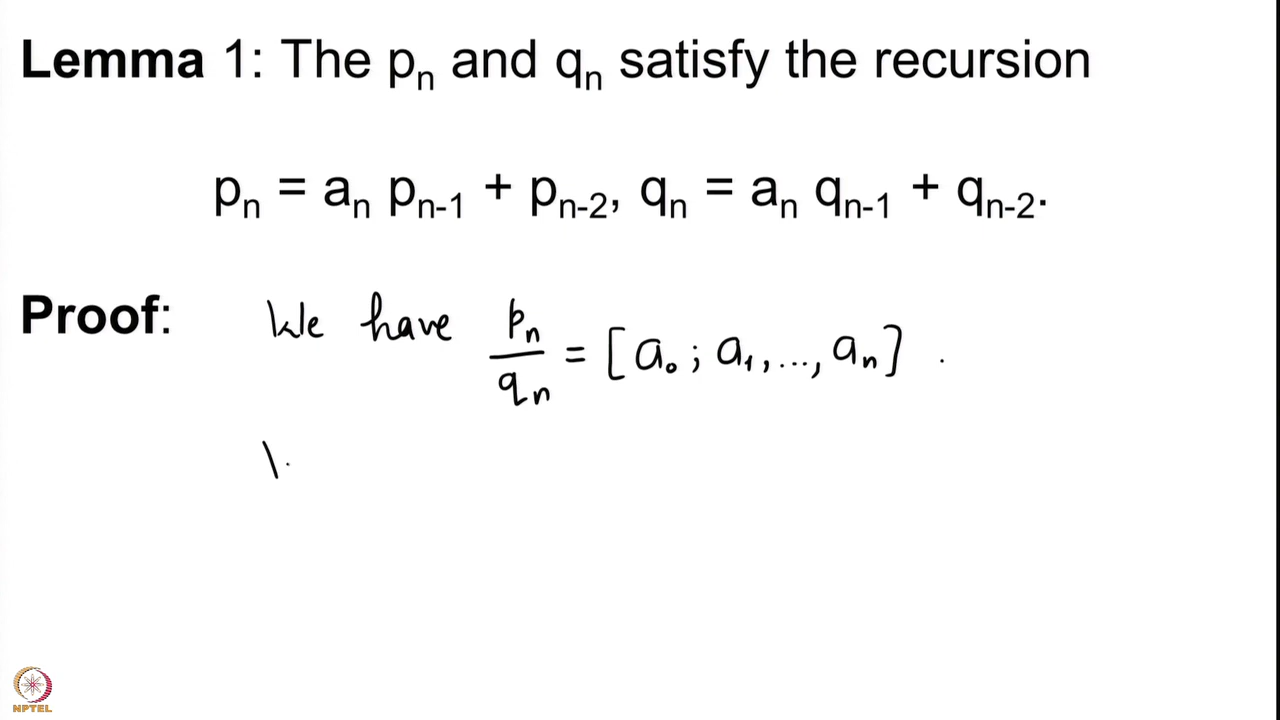 Lemma 1: The pₙ and qₙ satisfy the recursion
pₙ = aₙ pₙ₋₁ + pₙ₋₂, qₙ = aₙ qₙ₋₁ + qₙ₋₂.
Proof: We have pₙ/qₙ = [a₀; a₁, ..., aₙ].
NPTEL